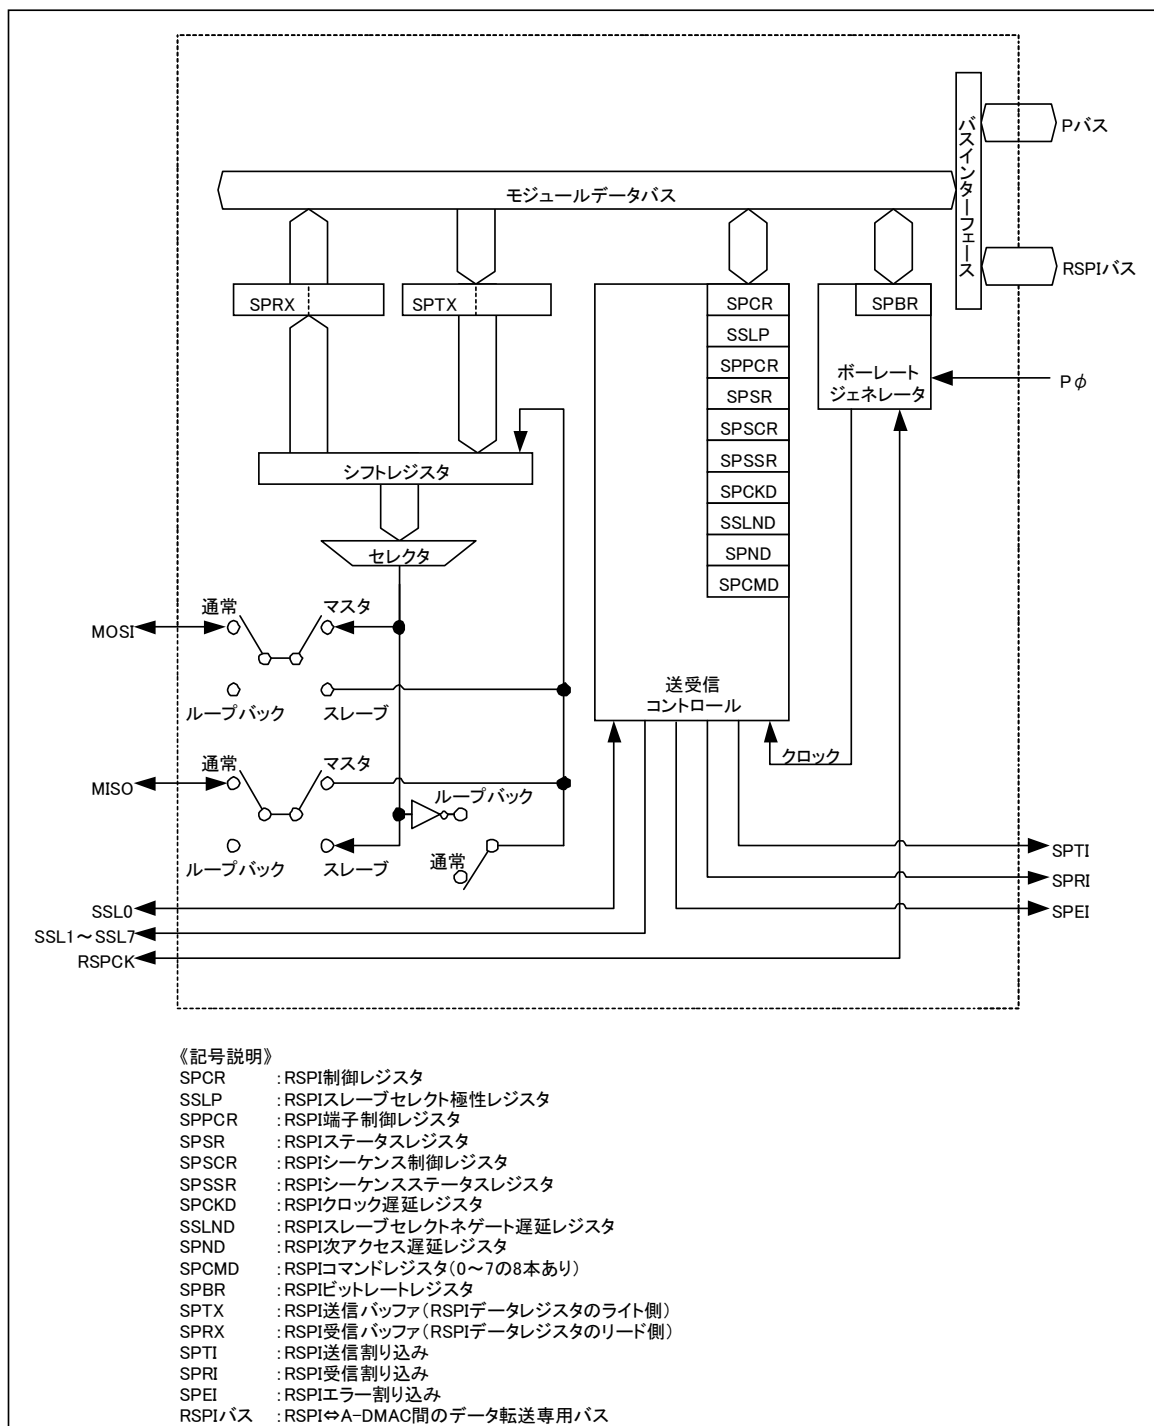 Pバス
バスインターフェース
モジュールデータバス
RSPIバス
SPRX
SPTX
SPCR
SPBR
SSLP
SPPCR
ボーレート
ジェネレータ
Pφ
SPSR
SPSCR
シフトレジスタ
SPSSR
SPCKD
SSLND
セレクタ
SPND
SPCMD
通常
マスタ
MOSI
ループバック
スレーブ
送受信
コントロール
クロック
通常
マスタ
MISO
ループバック
ループバック
スレーブ
通常
SPTI
SPRI
SSL0
SPEI
SSL1～SSL7
RSPCK
《記号説明》
SPCR :RSPI制御レジスタ
SSLP :RSPIスレーブセレクト極性レジスタ
SPPCR :RSPI端子制御レジスタ
SPSR :RSPIステータスレジスタ
SPSCR :RSPIシーケンス制御レジスタ
SPSSR :RSPIシーケンスステータスレジスタ
SPCKD :RSPIクロック遅延レジスタ
SSLND :RSPIスレーブセレクトネゲート遅延レジスタ
SPND :RSPI次アクセス遅延レジスタ
SPCMD :RSPIコマンドレジスタ(0～7の8本あり)
SPBR :RSPIビットレートレジスタ
SPTX :RSPI送信バッファ(RSPIデータレジスタのライト側)
SPRX :RSPI受信バッファ(RSPIデータレジスタのリード側)
SPTI :RSPI送信割り込み
SPRI :RSPI受信割り込み
SPEI :RSPIエラー割り込み
RSPIバス :RSPI⇔A-DMAC間のデータ転送専用バス